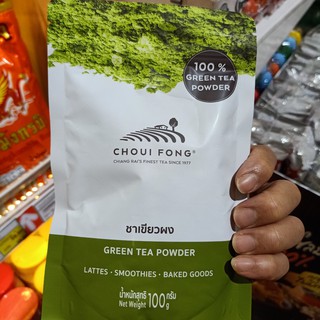 100 %
GREEN TEA
POWDER
CHOUI FONG®
CHIANG RAI'S FINEST TEA SINCE 1979
ชาเขียวผง
GREEN TEA POWDER
LATTES • SMOOTHIES • BAKED GOODS
น้ำหนักสุทธิ 100 กรัม
Net Weight 100 g